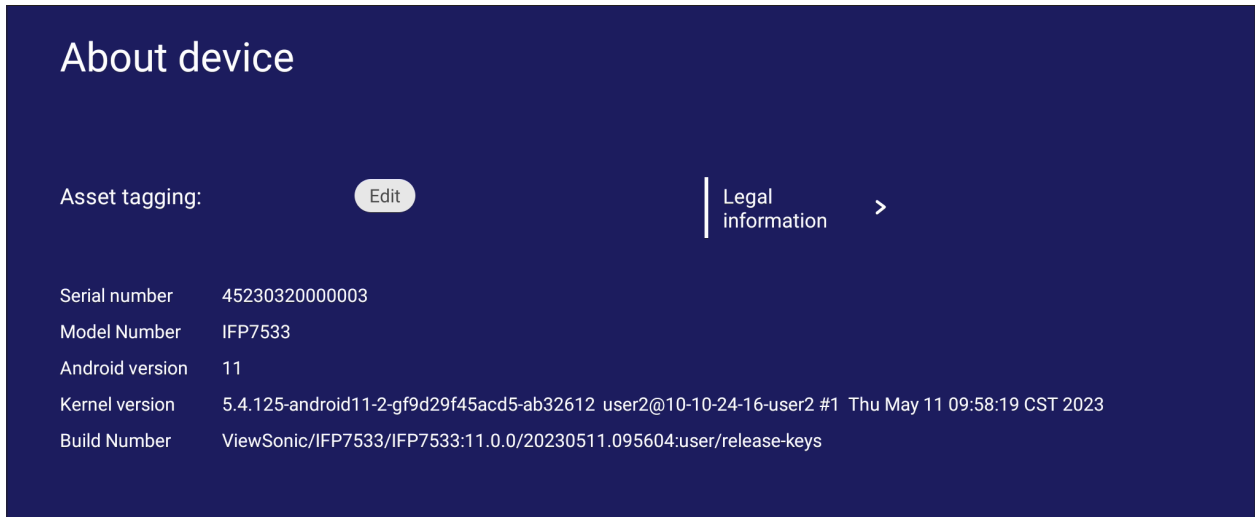 About device
Asset tagging:
Edit
Legal
information
Serial number 45230320000003
Model Number IFP7533
Android version 11
Kernel version 5.4.125-android11-2-gf9d29f45acd5-ab32612 user2@10-10-24-16-user2 #1 Thu May 11 09:58:19 CST 2023
Build Number ViewSonic/IFP7533/IFP7533:11.0.0/20230511.095604:user/release-keys